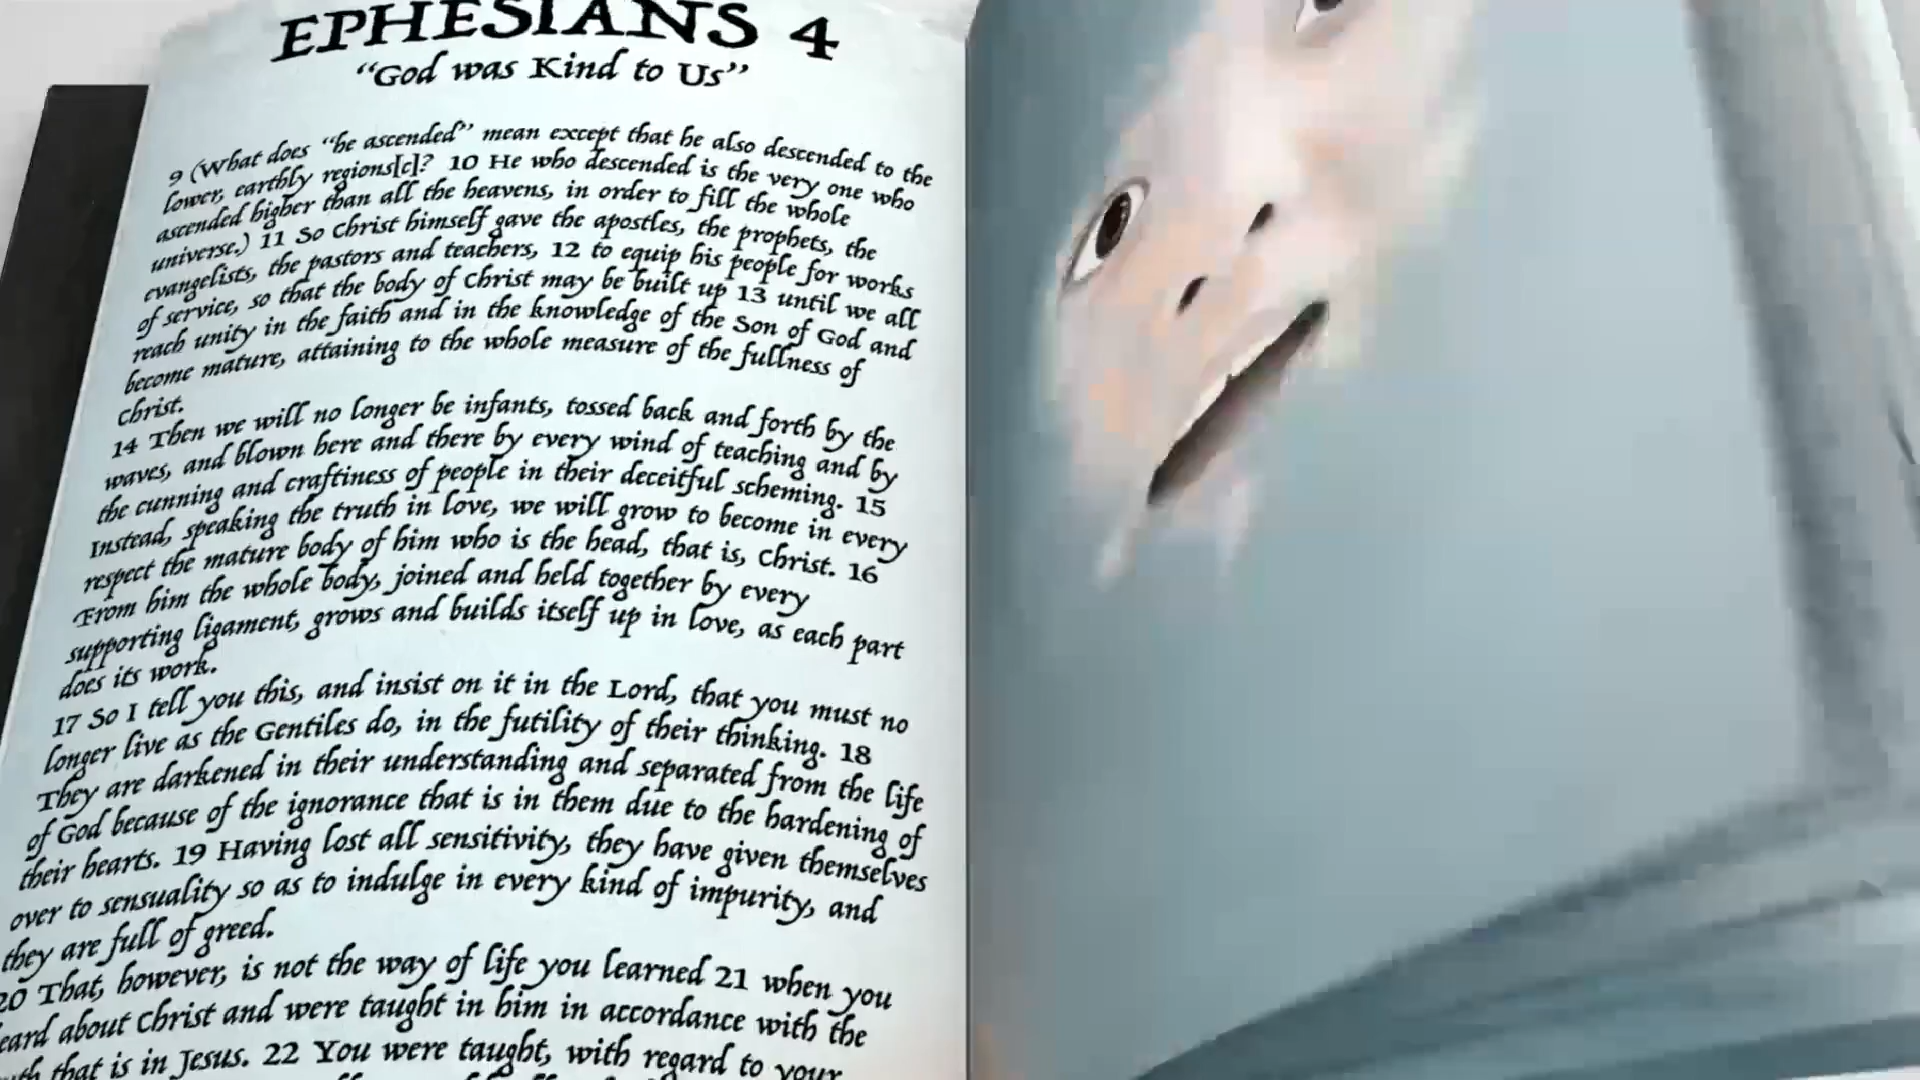 EPHESIANS 4
“God was Kind to Us”
9 (What does “he ascended” mean except that he also descended to the
lower, earthly regions[c]? 10 He who descended is the very one who
ascended higher than all the heavens, in order to fill the whole
universe.) 11 So Christ himself gave the apostles, the prophets, the
evangelists, the pastors and teachers, 12 to equip his people for works
of service, so that the body of Christ may be built up 13 until we all
reach unity in the faith and in the knowledge of the Son of God and
become mature, attaining to the whole measure of the fullness of
Christ.
14 Then we will no longer be infants, tossed back and forth by the
waves, and blown here and there by every wind of teaching and by
the cunning and craftiness of people in their deceitful scheming. 15
Instead, speaking the truth in love, we will grow to become in every
respect the mature body of him who is the head, that is, Christ. 16
From him the whole body, joined and held together by every
supporting ligament, grows and builds itself up in love, as each part
does its work.
17 So I tell you this, and insist on it in the Lord, that you must no
longer live as the Gentiles do, in the futility of their thinking. 18
They are darkened in their understanding and separated from the life
of God because of the ignorance that is in them due to the hardening of
their hearts. 19 Having lost all sensitivity, they have given themselves
over to sensuality so as to indulge in every kind of impurity, and
they are full of greed.
20 That, however, is not the way of life you learned 21 when you
eard about Christ and were taught in him in accordance with the
uth that is in Jesus. 22 You were taught, with regard to your